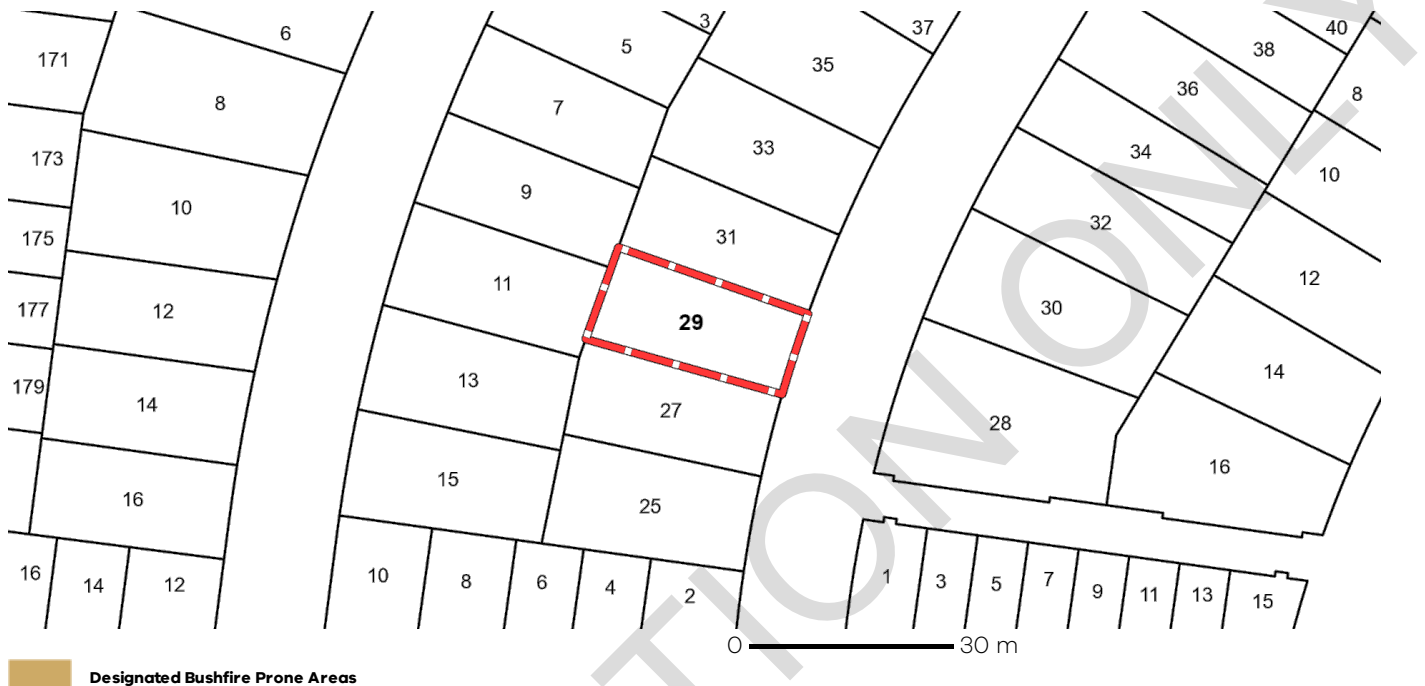 6 5 3 35 37 38 40
171 8 7 33 36 8
173 10 9 31 34 10
175 11 32 12
177 12 29 30
179 14 13 27 28 14
16 15 25 16
16 14 12 10 8 6 4 2 1 3 5 7 9 11 13 15
TION ONLY
0 30 m
Designated Bushfire Prone Areas